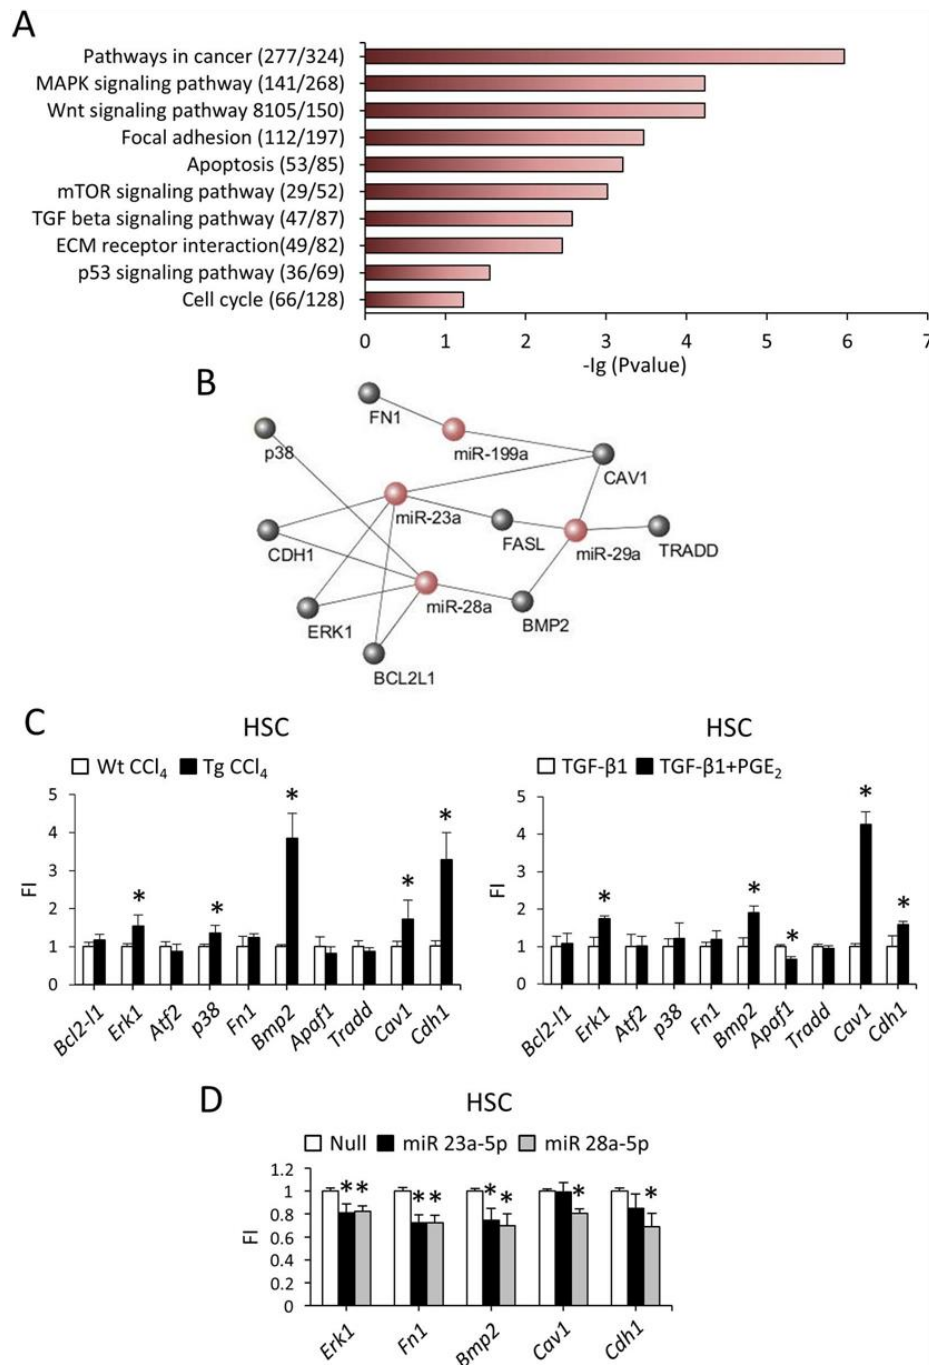 A
Pathways in cancer (277/324)
MAPK signaling pathway (141/268)
Wnt signaling pathway 8105/150)
Focal adhesion (112/197)
Apoptosis (53/85)
mTOR signaling pathway (29/52)
TGF beta signaling pathway (47/87)
ECM receptor interaction(49/82)
p53 signaling pathway (36/69)
Cell cycle (66/128)
0 1 2 3 4 5 6 7
-lg (Pvalue)
B
FN1
p38
miR-199a
CAV1
miR-23a
FASL
miR-29a
TRADD
CDH1
miR-28a
BMP2
ERK1
BCL2L1
C
HSC
Wt CCl₄ Tg CCl₄
5
4
3
2
1
0
FI
* * * * *
Bcl2-l1 Erk1 Atf2 p38 Fn1 Bmp2 Apaf1 Tradd Cav1 Cdh1
HSC
TGF-β1 TGF-β1+PGE₂
5
4
3
2
1
0
FI
* * * * *
Bcl2-l1 Erk1 Atf2 p38 Fn1 Bmp2 Apaf1 Tradd Cav1 Cdh1
D
HSC
Null miR 23a-5p miR 28a-5p
1.2
1
0.8
0.6
0.4
0.2
0
FI
** ** * * * *
Erk1 Fn1 Bmp2 Cav1 Cdh1